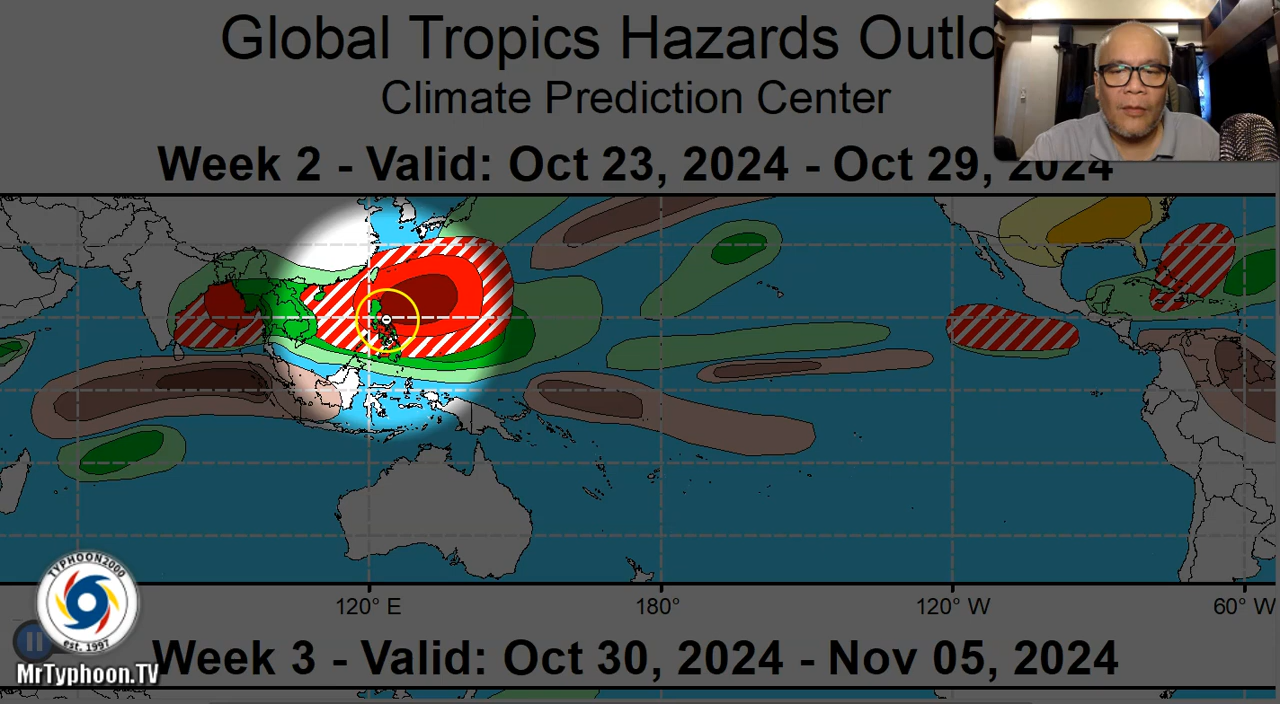 Global Tropics Hazards Outlo
Climate Prediction Center
Week 2 - Valid: Oct 23, 2024 - Oct 29, 2024
120° E
180°
120° W
60° W
TYPHOON2000
est. 1997
MrTyphoon.TV
Week 3 - Valid: Oct 30, 2024 - Nov 05, 2024